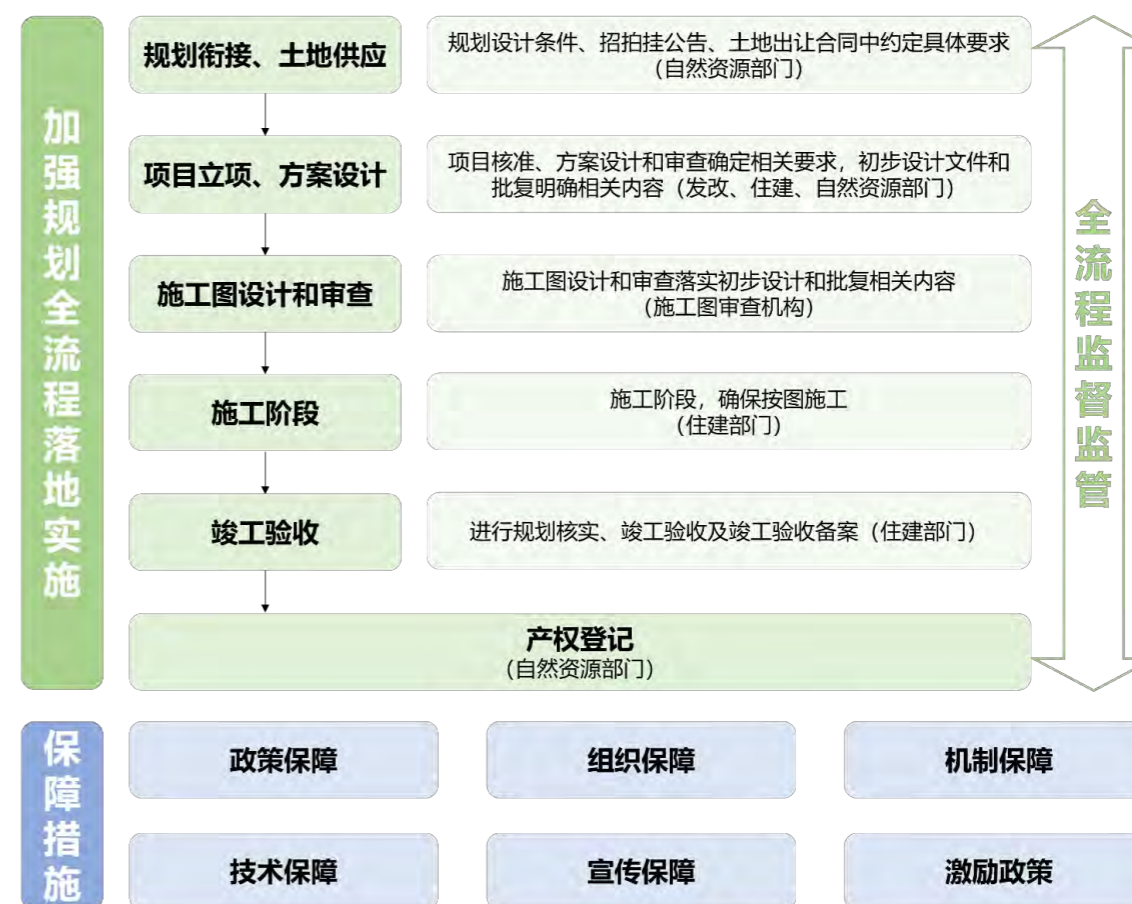 加强规划全流程落地实施
规划衔接、土地供应
规划设计条件、招拍挂公告、土地出让合同中约定具体要求
(自然资源部门)
项目立项、方案设计
项目核准、方案设计和审查确定相关要求，初步设计文件和
批复明确相关内容（发改、住建、自然资源部门）
施工图设计和审查
施工图设计和审查落实初步设计和批复相关内容
(施工图审查机构)
施工阶段
施工阶段，确保按图施工
(住建部门)
竣工验收
进行规划核实、竣工验收及竣工验收备案（住建部门）
产权登记
(自然资源部门)
全流程监督监管
保障措施
政策保障
组织保障
机制保障
技术保障
宣传保障
激励政策